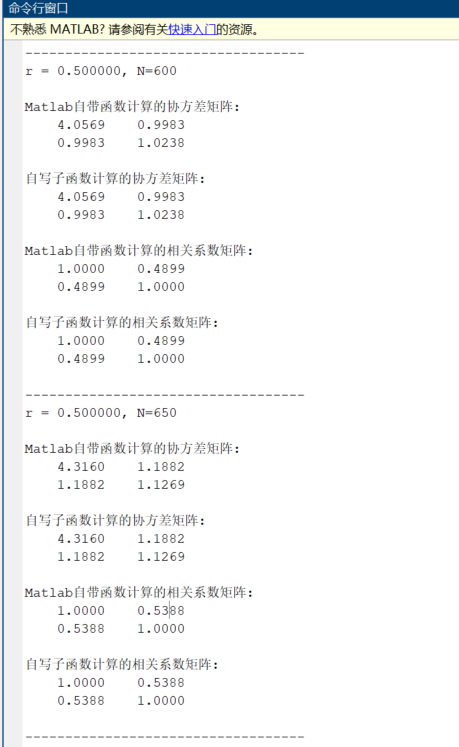 命令行窗口
不熟悉 MATLAB? 请参阅有关快速入门的资源。
-----------------------------------
r = 0.500000, N=600
Matlab自带函数计算的协方差矩阵:
4.0569 0.9983
0.9983 1.0238
自写子函数计算的协方差矩阵:
4.0569 0.9983
0.9983 1.0238
Matlab自带函数计算的相关系数矩阵:
1.0000 0.4899
0.4899 1.0000
自写子函数计算的相关系数矩阵:
1.0000 0.4899
0.4899 1.0000
-----------------------------------
r = 0.500000, N=650
Matlab自带函数计算的协方差矩阵:
4.3160 1.1882
1.1882 1.1269
自写子函数计算的协方差矩阵:
4.3160 1.1882
1.1882 1.1269
Matlab自带函数计算的相关系数矩阵:
1.0000 0.5388
0.5388 1.0000
自写子函数计算的相关系数矩阵:
1.0000 0.5388
0.5388 1.0000
-----------------------------------